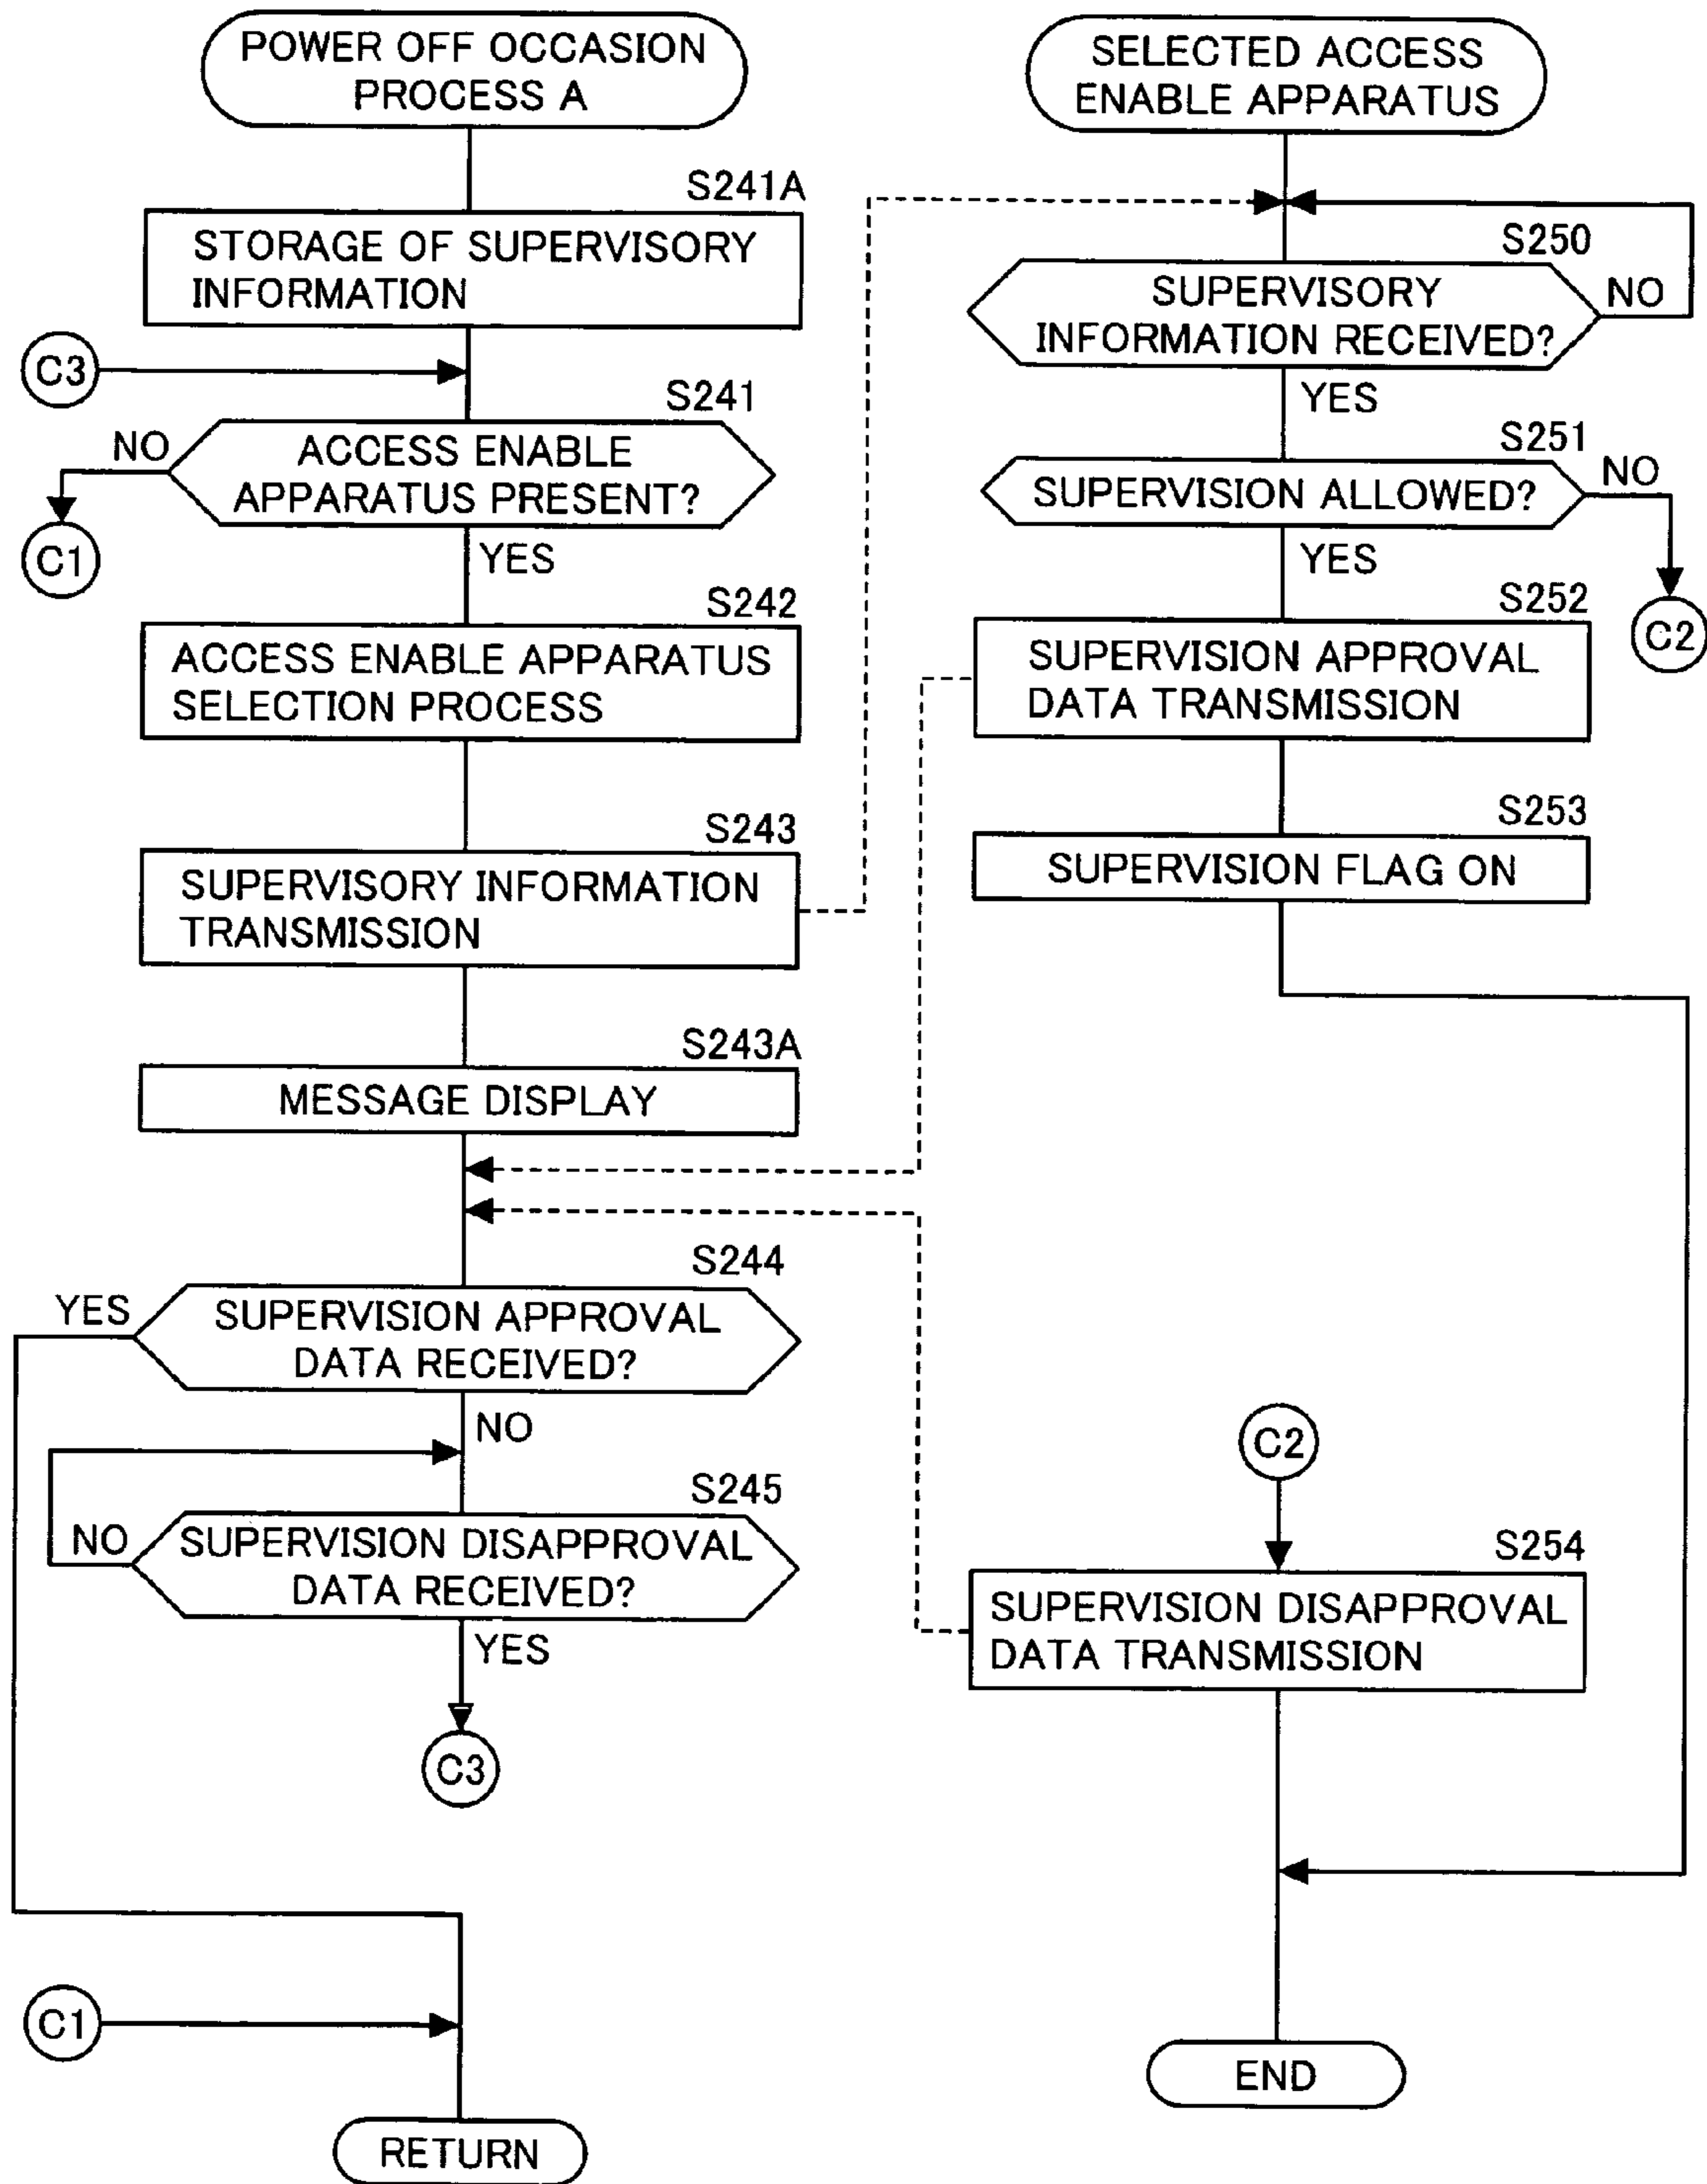 POWER OFF OCCASION
PROCESS A
S241A
STORAGE OF SUPERVISORY
INFORMATION
C3
S241
NO
ACCESS ENABLE
APPARATUS PRESENT?
C1
YES
S242
ACCESS ENABLE APPARATUS
SELECTION PROCESS
S243
SUPERVISORY INFORMATION
TRANSMISSION
S243A
MESSAGE DISPLAY
S244
YES
SUPERVISION APPROVAL
DATA RECEIVED?
NO
S245
NO
SUPERVISION DISAPPROVAL
DATA RECEIVED?
YES
C3
C1
RETURN
SELECTED ACCESS
ENABLE APPARATUS
S250
SUPERVISORY
INFORMATION RECEIVED?
NO
YES
S251
SUPERVISION ALLOWED?
NO
YES
C2
S252
SUPERVISION APPROVAL
DATA TRANSMISSION
S253
SUPERVISION FLAG ON
C2
S254
SUPERVISION DISAPPROVAL
DATA TRANSMISSION
END